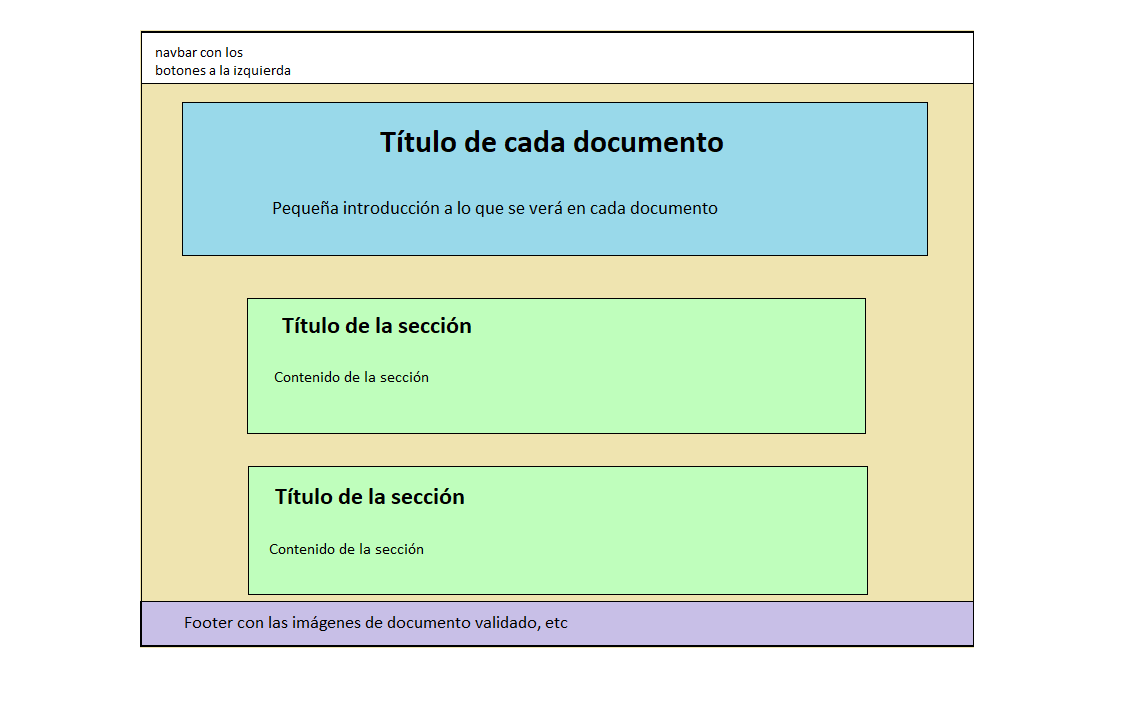 navbar con los
botones a la izquierda
Título de cada documento
Pequeña introducción a lo que se verá en cada documento
Título de la sección
Contenido de la sección
Título de la sección
Contenido de la sección
Footer con las imágenes de documento validado, etc